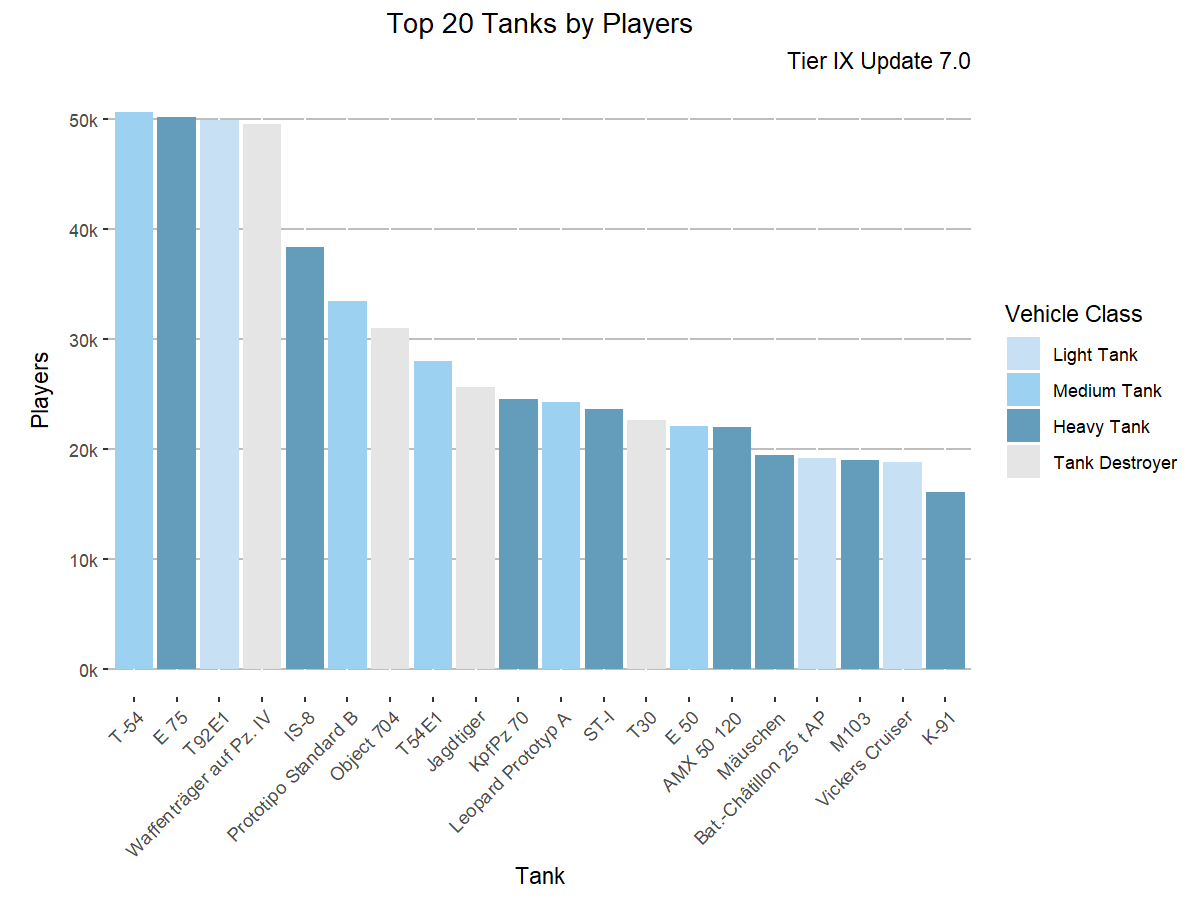 Top 20 Tanks by Players
Tier IX Update 7.0
Players
50k
40k
30k
20k
10k
0k
T-54
E 75
T92E1
Waffenträger auf Pz. IV
IS-8
Prototipo Standard B
Object 704
T54E1
Jagdtiger
KpfPz 70
Leopard Prototyp A
ST-I
T30
E 50
AMX 50 120
Mäuschen
Bat.-Châtillon 25 t AP
M103
Vickers Cruiser
K-91
Tank
Vehicle Class
Light Tank
Medium Tank
Heavy Tank
Tank Destroyer